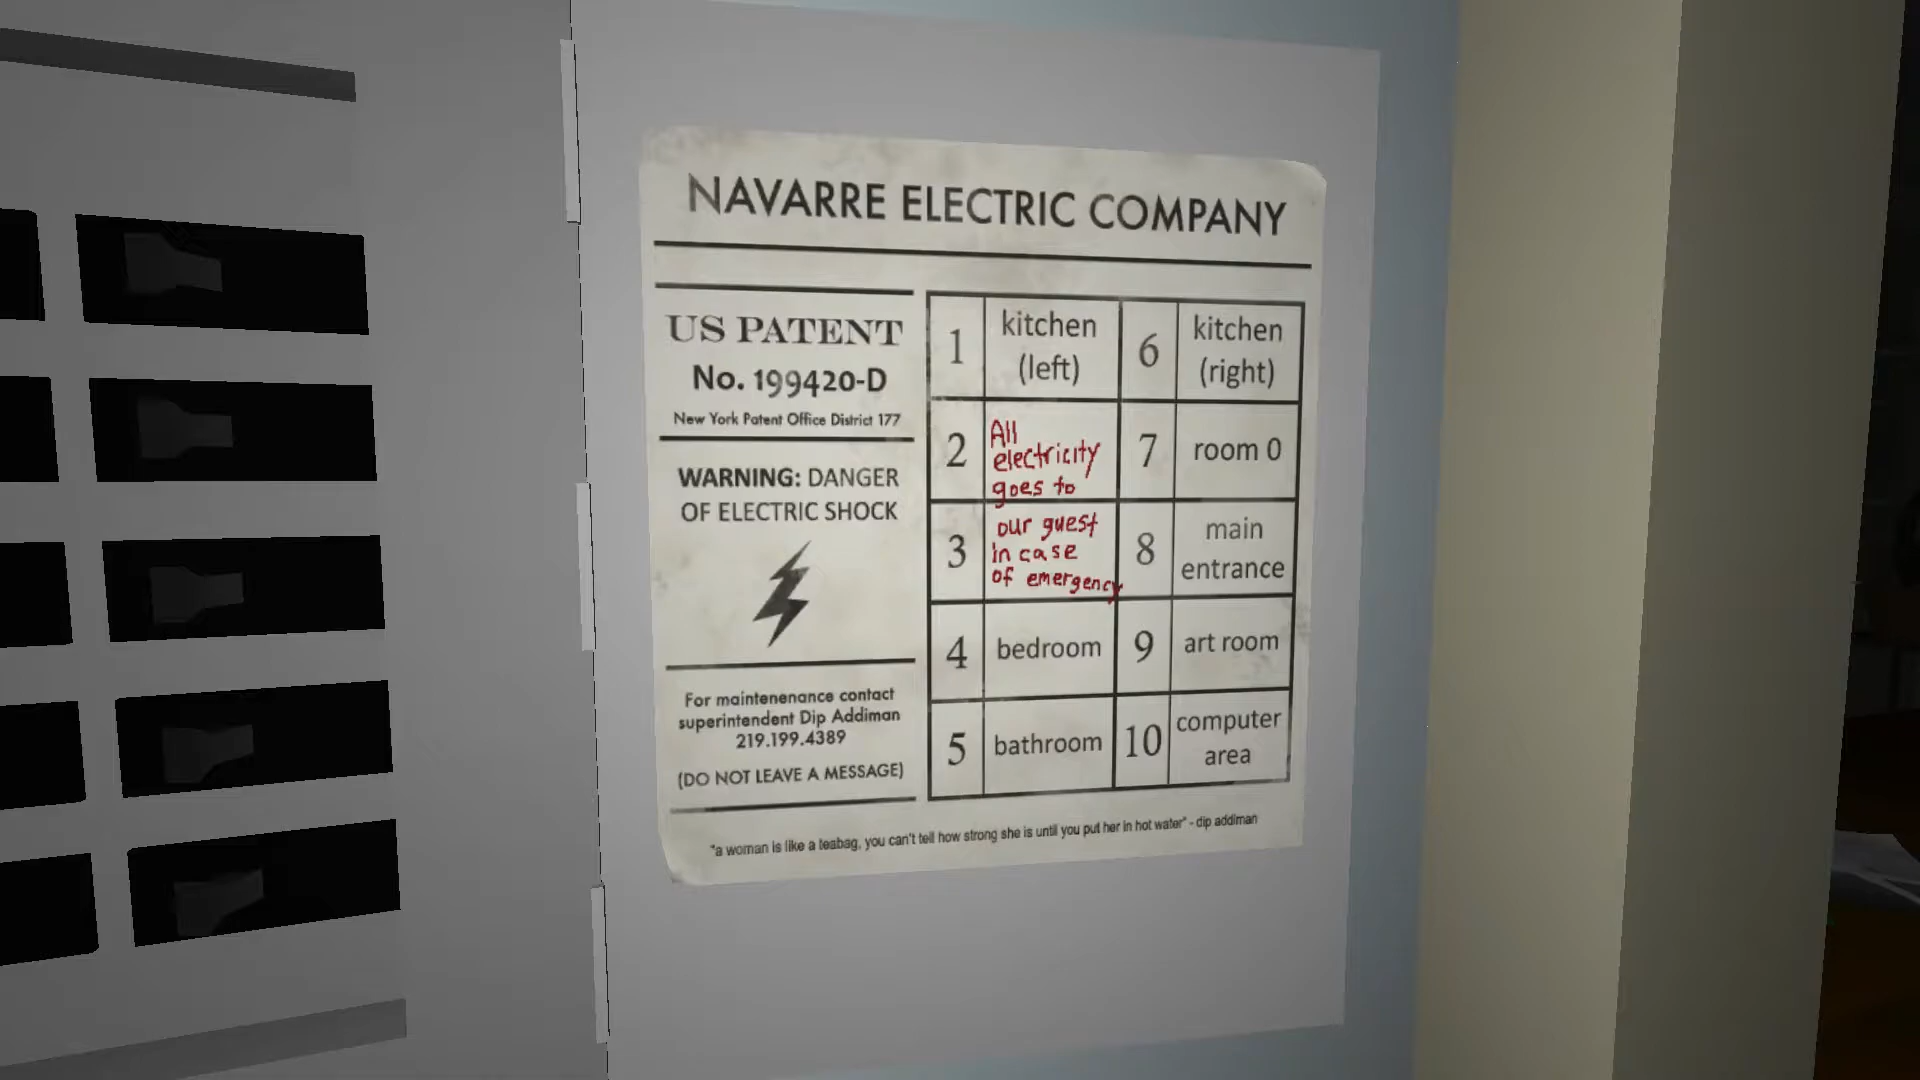 NAVARRE ELECTRIC COMPANY
US PATENT
No. 199420-D
New York Patent Office District 177
WARNING: DANGER
OF ELECTRIC SHOCK
For maintenenance contact
superintendent Dip Addiman
219.199.4389
(DO NOT LEAVE A MESSAGE)
1
kitchen
(left)
6
kitchen
(right)
2
All
electricity
goes to
7
room 0
3
our guest
in case
of emergency
8
main
entrance
4
bedroom
9
art room
5
bathroom
10
computer
area
"a woman is like a teabag, you can't tell how strong she is until you put her in hot water" - dip addiman